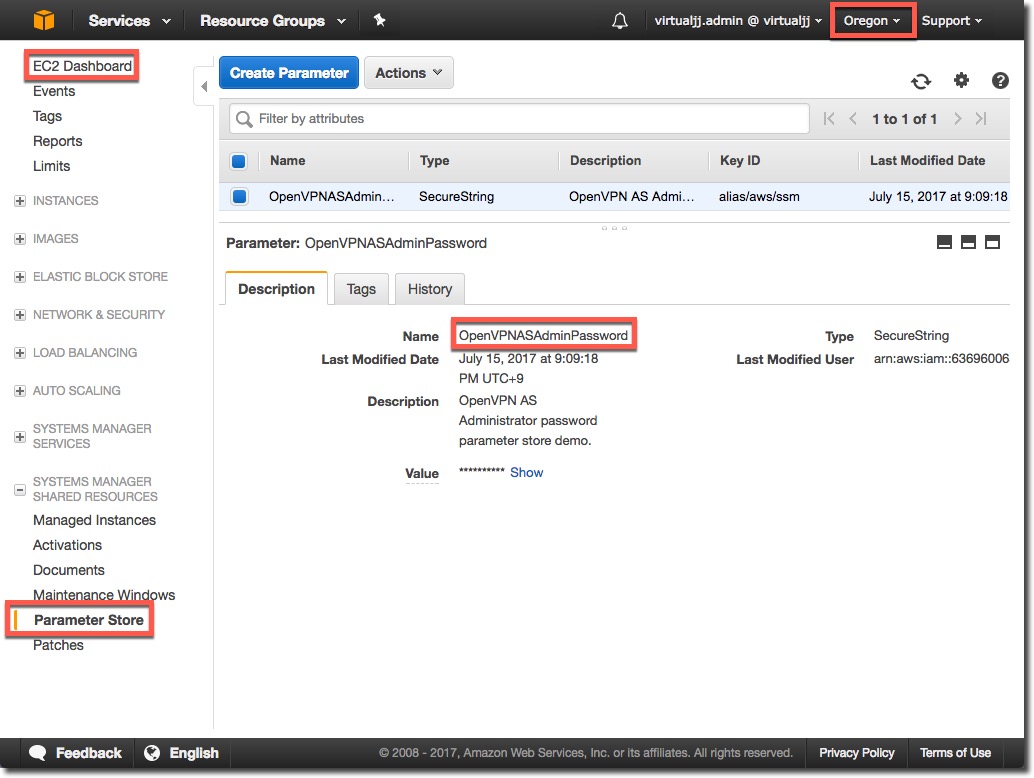 Services
Resource Groups
virtualjj.admin @ virtualjj
Oregon
Support
EC2 Dashboard
Events
Tags
Reports
Limits
INSTANCES
IMAGES
ELASTIC BLOCK STORE
NETWORK & SECURITY
LOAD BALANCING
AUTO SCALING
SYSTEMS MANAGER
SERVICES
SYSTEMS MANAGER
SHARED RESOURCES
Managed Instances
Activations
Documents
Maintenance Windows
Parameter Store
Patches
Create Parameter
Actions
Filter by attributes
1 to 1 of 1
Name Type Description Key ID Last Modified Date
OpenVPNASAdmin... SecureString OpenVPN AS Admi... alias/aws/ssm July 15, 2017 at 9:09:18
Parameter: OpenVPNASAdminPassword
Description Tags History
Name OpenVPNASAdminPassword
Last Modified Date July 15, 2017 at 9:09:18
PM UTC+9
Description OpenVPN AS
Administrator password
parameter store demo.
Value ********** Show
Type SecureString
Last Modified User arn:aws:iam::63696006
Feedback
English
© 2008 - 2017, Amazon Web Services, Inc. or its affiliates. All rights reserved.
Privacy Policy
Terms of Use